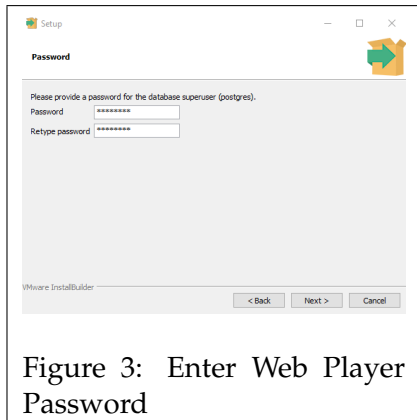 Setup
Password
Please provide a password for the database superuser (postgres).
Password ********
Retype password ********
VMware InstallBuilder
< Back Next > Cancel
Figure 3: Enter Web Player
Password